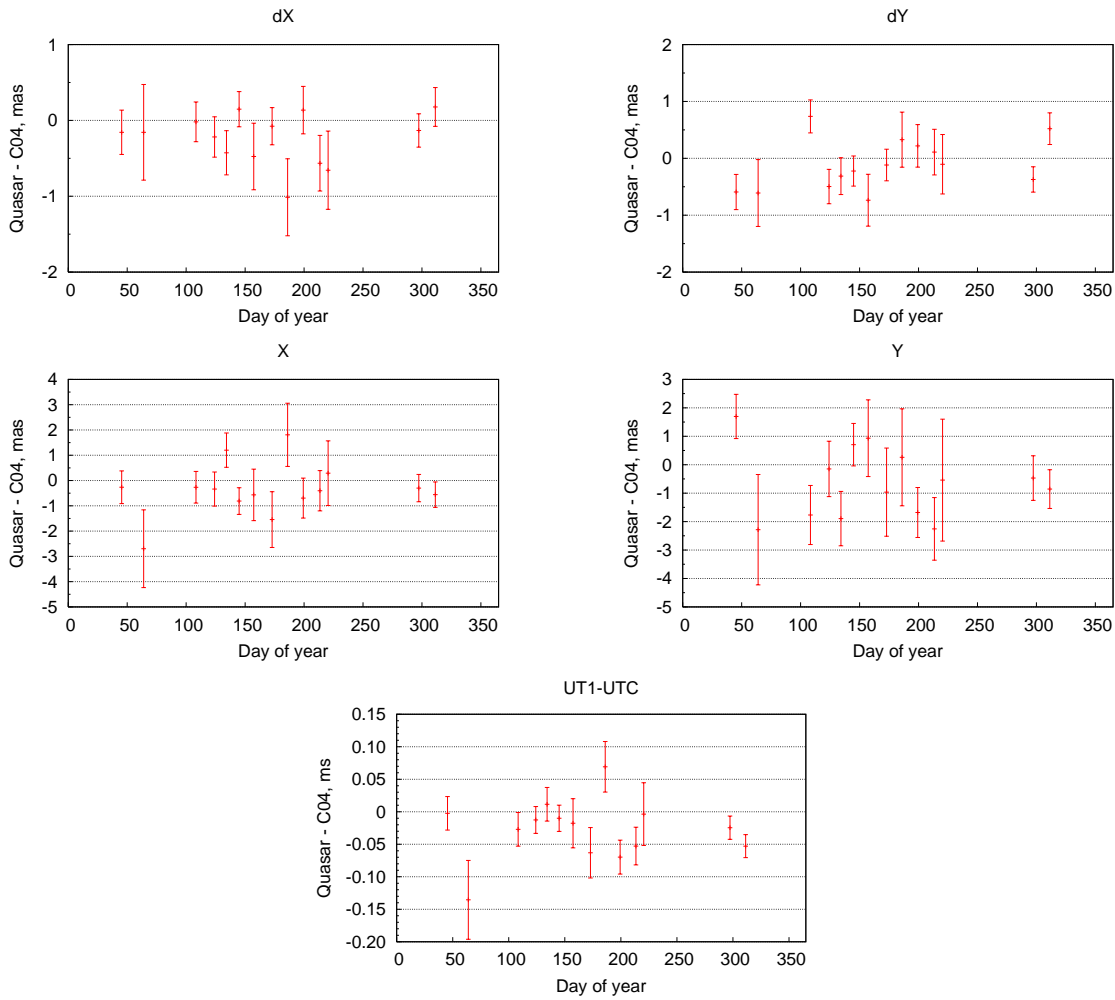 dX
Quasar - C04, mas
1
0
-1
-2
0 50 100 150 200 250 300 350
Day of year
dY
Quasar - C04, mas
2
1
0
-1
-2
0 50 100 150 200 250 300 350
Day of year
X
Quasar - C04, mas
4
3
2
1
0
-1
-2
-3
-4
-5
0 50 100 150 200 250 300 350
Day of year
Y
Quasar - C04, mas
3
2
1
0
-1
-2
-3
-4
-5
0 50 100 150 200 250 300 350
Day of year
UT1-UTC
Quasar - C04, ms
0.15
0.10
0.05
0
-0.05
-0.10
-0.15
-0.20
0 50 100 150 200 250 300 350
Day of year